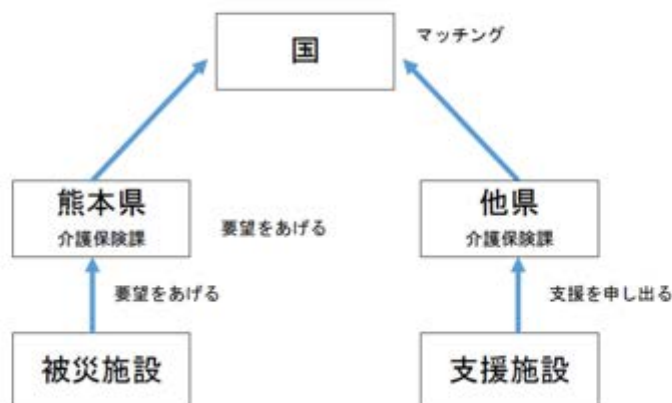 国
マッチング
熊本県
介護保険課
要望をあげる
他県
介護保険課
要望をあげる
支援を申し出る
被災施設
支援施設